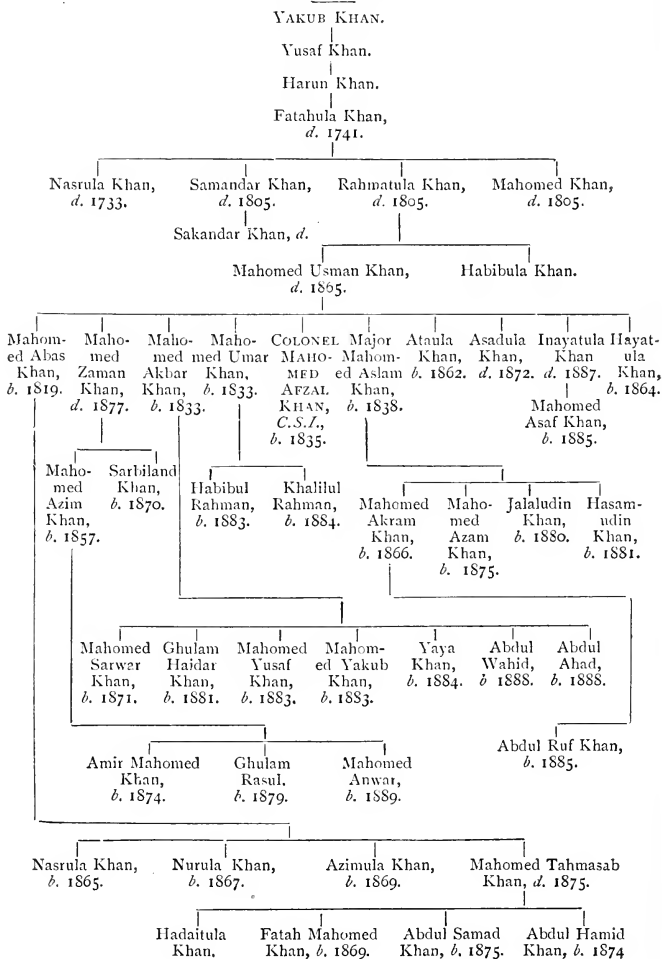 YAKUB KHAN.
Yusaf Khan.
Harun Khan.
Fatahula Khan,
d. 1741.
Nasrula Khan,
d. 1733.
Samandar Khan,
d. 1805.
Rahmatula Khan,
d. 1805.
Mahomed Khan,
d. 1805.
Sakandar Khan, d.
Mahomed Usman Khan,
d. 1865.
Habibula Khan.
Mahom-
ed Abas
Khan,
b. 1819.
Maho-
med
Zaman
Khan,
d. 1877.
Maho-
med
Akbar
Khan,
b. 1833.
Maho-
med Umar
Khan,
b. 1833.
COLONEL
MAHO-
MED
AFZAL
KHAN,
C.S.I.,
b. 1835.
Major
Mahom-
ed Aslam
Khan,
b. 1838.
Ataula
Khan,
b. 1862.
Asadula
Khan,
d. 1872.
Inayatula
Khan
d. 1887.
Hayat-
ula
Khan,
b. 1864.
Mahomed
Asaf Khan,
b. 1885.
Maho-
med
Azim
Khan,
b. 1857.
Sarbiland
Khan,
b. 1870.
Habibul
Rahman,
b. 1883.
Khalilul
Rahman,
b. 1884.
Mahomed
Akram
Khan,
b. 1866.
Maho-
med
Azam
Khan,
b. 1875.
Jalaludin
Khan,
b. 1880.
Hasam-
udin
Khan,
b. 1881.
Mahomed
Sarwar
Khan,
b. 1871.
Ghulam
Haidar
Khan,
b. 1881.
Mahomed
Yusaf
Khan,
b. 1883.
Mahom-
ed Yakub
Khan,
b. 1883.
Yaya
Khan,
b. 1884.
Abdul
Wahid,
b 1888.
Abdul
Ahad,
b. 1888.
Abdul Ruf Khan,
b. 1885.
Amir Mahomed
Khan,
b. 1874.
Ghulam
Rasul.
b. 1879.
Mahomed
Anwar,
b. 1889.
Nasrula Khan,
b. 1865.
Nurula Khan,
b. 1867.
Azimula Khan,
b. 1869.
Mahomed Tahmasab
Khan, d. 1875.
Hadaitula
Khan.
Fatah Mahomed
Khan, b. 1869.
Abdul Samad
Khan, b. 1875.
Abdul Hamid
Khan, b. 1874